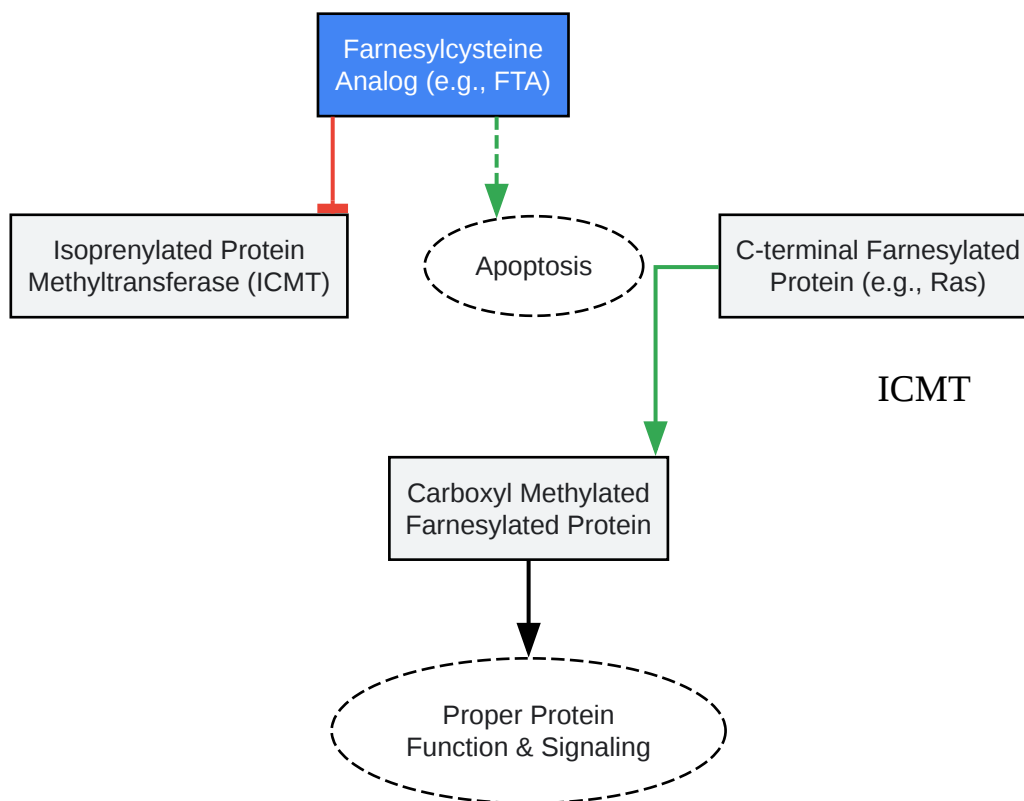 Farnesylcysteine
Analog (e.g., FTA)
Isoprenylated Protein
Methyltransferase (ICMT)
Apoptosis
C-terminal Farnesylated
Protein (e.g., Ras)
ICMT
Carboxyl Methylated
Farnesylated Protein
Proper Protein
Function & Signaling